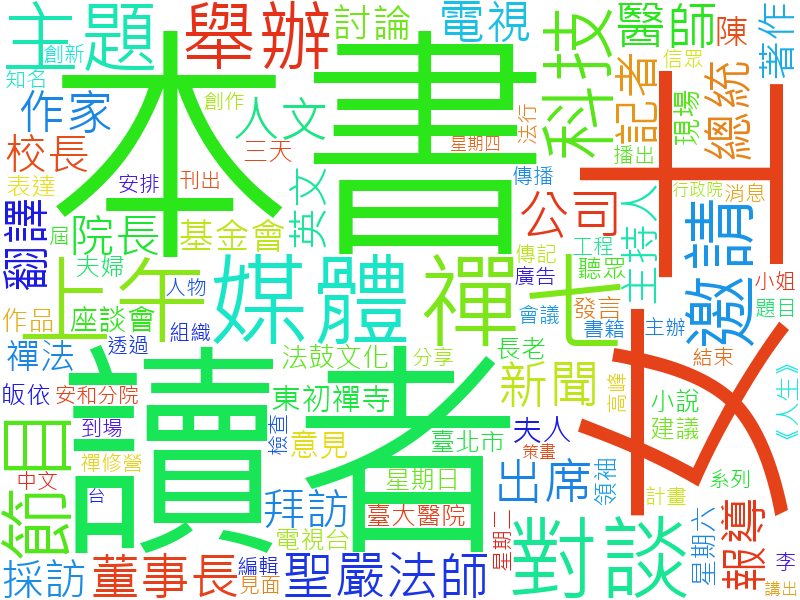 主題
創新
知名
舉辦
討論
電視
科技
醫師
陳
著作
作家
本書
創作
人文
記者
信眾
總統
現場
校長
三天
星期四
法行
女士
表達
安排
刊出
英文
傳播
播出
行政院
消息
翻譯
屆
院長
基金會
公司
主持人
邀請
夫婦
上午
人物
媒體
禪七
傳記
工程
聽眾
廣告
小姐
作品
座談會
組織
會議
發言
題目
禪法
透過
書籍
主辦
法鼓文化
分享
長老
結束
皈依
安和分院
讀者
東初禪寺
新聞
高峰
小說
《人生》
節目
到場
檢查
意見
臺北市
夫人
建議
禪修營
策畫
中文
星期日
出席
領袖
系列
台
拜訪
臺大醫院
計畫
電視台
星期二
對談
星期六
報導
採訪
董事長
編輯
見面
聖嚴法師
李
講出